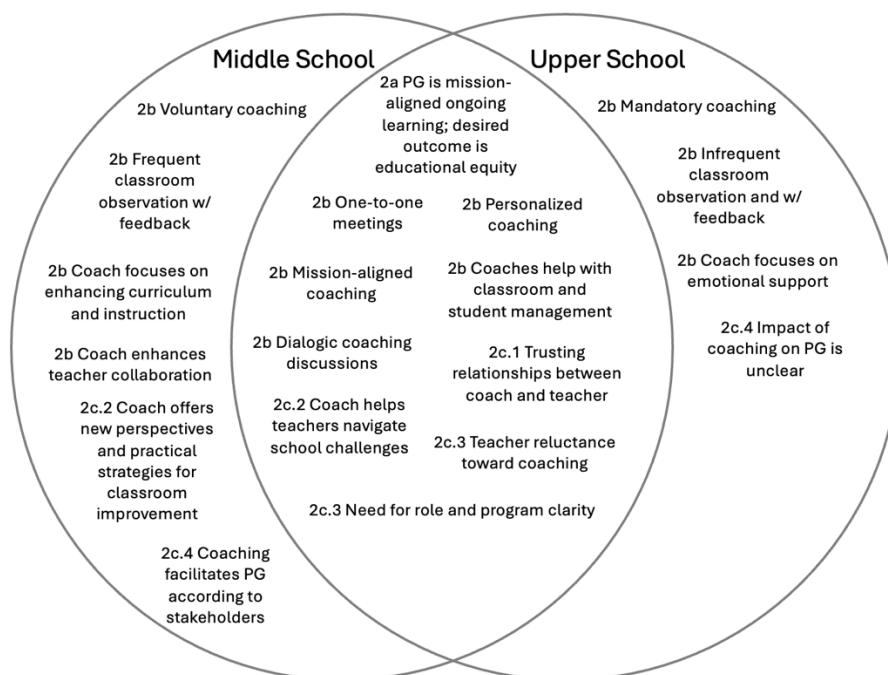 Middle School
Upper School
2b Voluntary coaching
2b Frequent
classroom
observation w/
feedback
2b Coach focuses on
enhancing curriculum
and instruction
2b Coach enhances
teacher collaboration
2c.2 Coach offers
new perspectives
and practical
strategies for
classroom
improvement
2c.4 Coaching
facilitates PG
according to
stakeholders
2a PG is mission-
aligned ongoing
learning; desired
outcome is
educational equity
2b One-to-one
meetings
2b Personalized
coaching
2b Mission-aligned
coaching
2b Coaches help with
classroom and
student management
2b Dialogic coaching
discussions
2c.1 Trusting
relationships between
coach and teacher
2c.2 Coach helps
teachers navigate
school challenges
2c.3 Teacher reluctance
toward coaching
2c.3 Need for role and program clarity
2b Mandatory coaching
2b Infrequent
classroom
observation and w/
feedback
2b Coach focuses on
emotional support
2c.4 Impact of
coaching on PG is
unclear